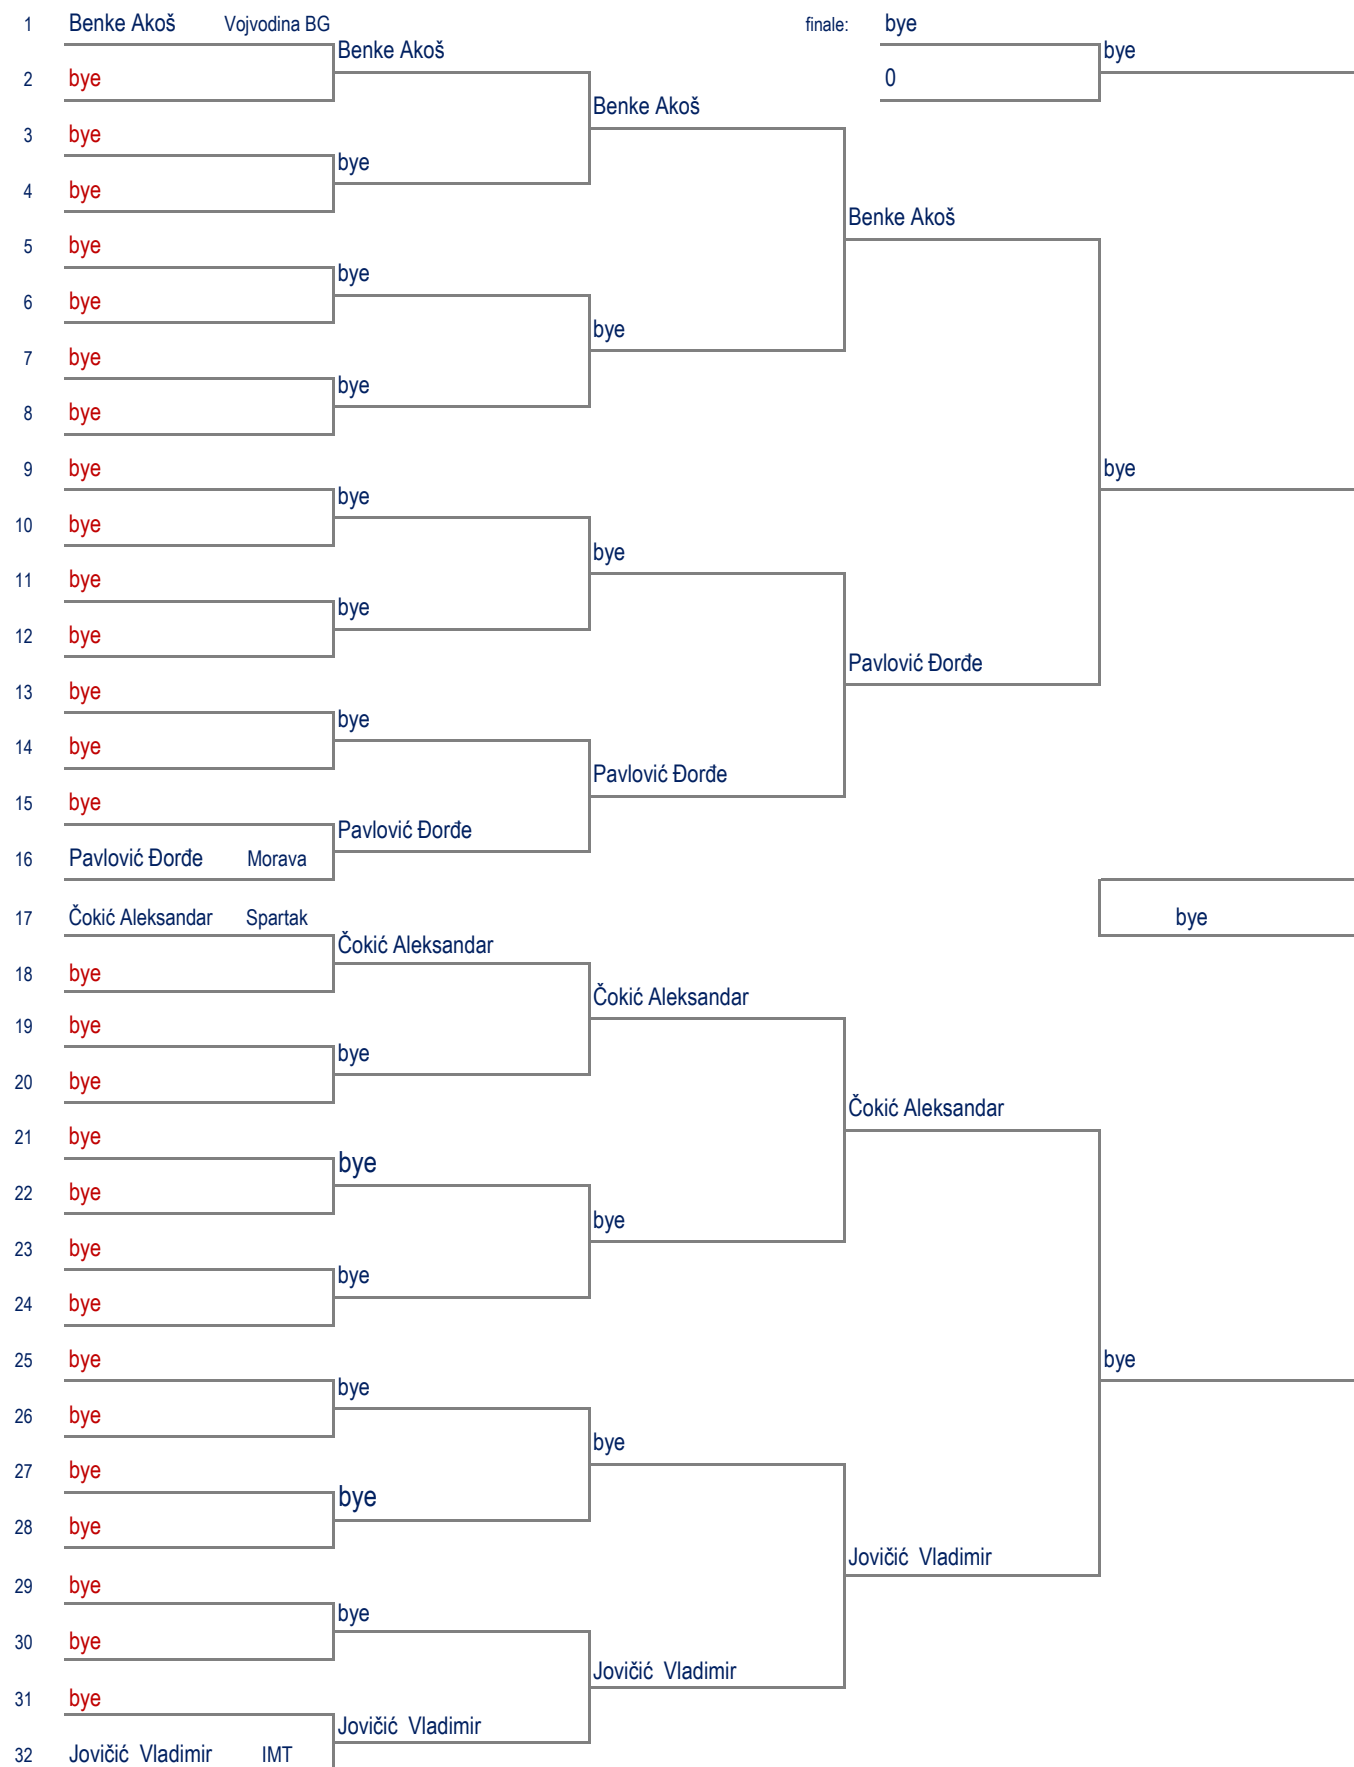 1 Benke Akoš Vojvodina BG finale: bye
Benke Akoš bye
2 bye 0
Benke Akoš
3 bye
bye
4 bye
Benke Akoš
5 bye
bye
6 bye
bye
7 bye
bye
8 bye
9 bye bye
bye
10 bye
bye
11 bye
bye
12 bye
Pavlović Đorđe
13 bye
bye
14 bye
Pavlović Đorđe
15 bye
Pavlović Đorđe
16 Pavlović Đorđe Morava
17 Čokić Aleksandar Spartak bye
Čokić Aleksandar
18 bye
Čokić Aleksandar
19 bye
bye
20 bye
Čokić Aleksandar
21 bye
bye
22 bye
bye
23 bye
bye
24 bye
25 bye bye
bye
26 bye
bye
27 bye
bye
28 bye
Jovičić Vladimir
29 bye
bye
30 bye
Jovičić Vladimir
31 bye
Jovičić Vladimir
32 Jovičić Vladimir IMT